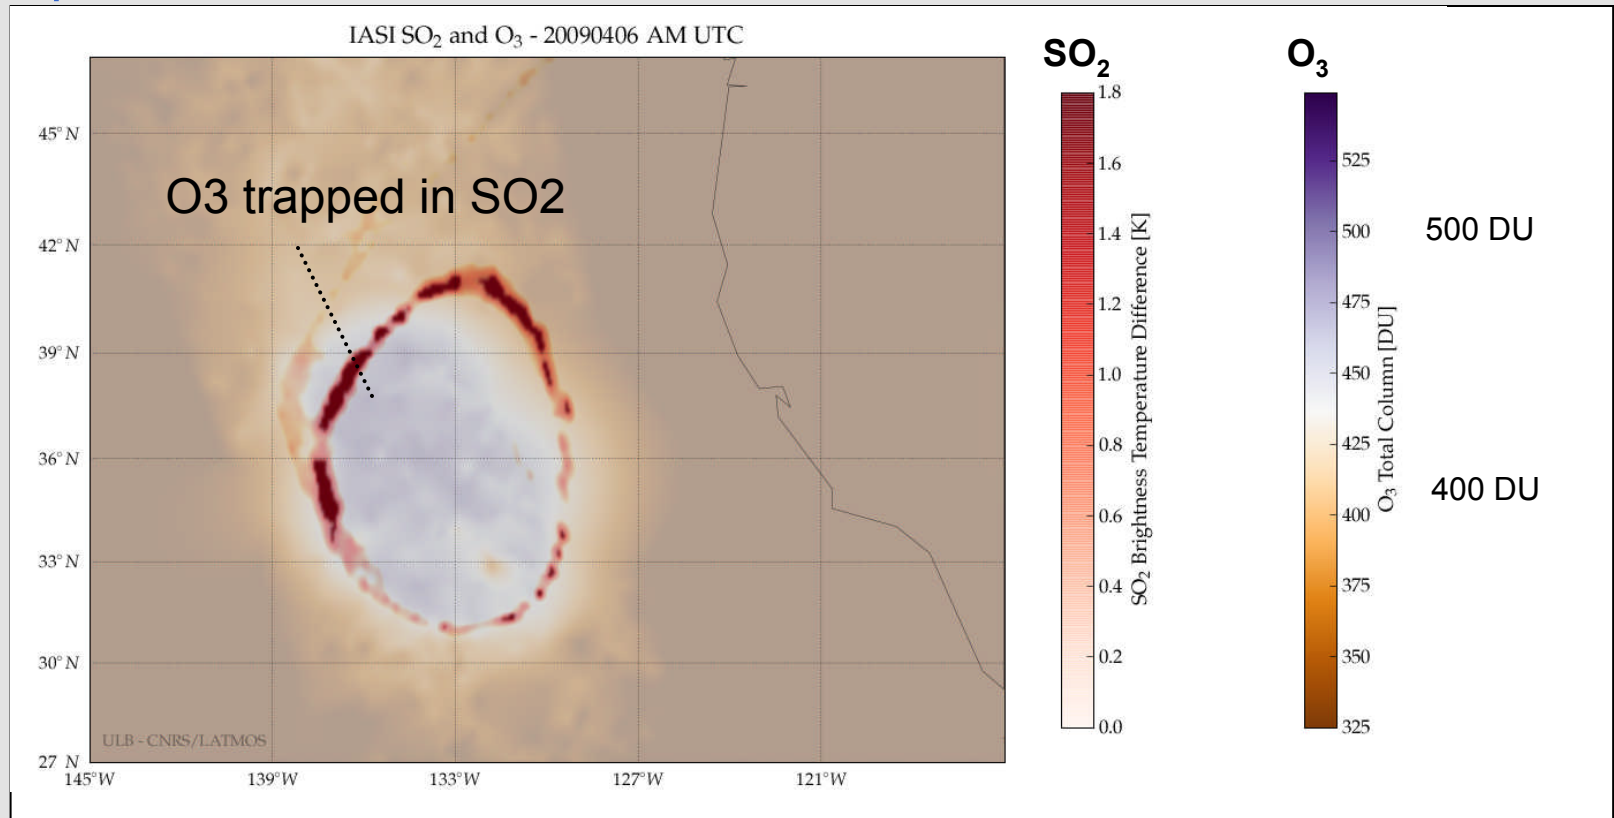 IASI SO₂ and O₃ - 20090406 AM UTC
SO₂
O₃
O3 trapped in SO2
45° N
42° N
39° N
36° N
33° N
30° N
27 N
145°W
139°W
133°W
127°W
121°W
ULB - CNRS/LATMOS
1.8
1.6
1.4
1.2
1.0
0.8
0.6
0.4
0.2
0.0
SO₂ Brightness Temperature Difference [K]
525
500
475
450
425
400
375
350
325
O₃ Total Column [DU]
500 DU
400 DU